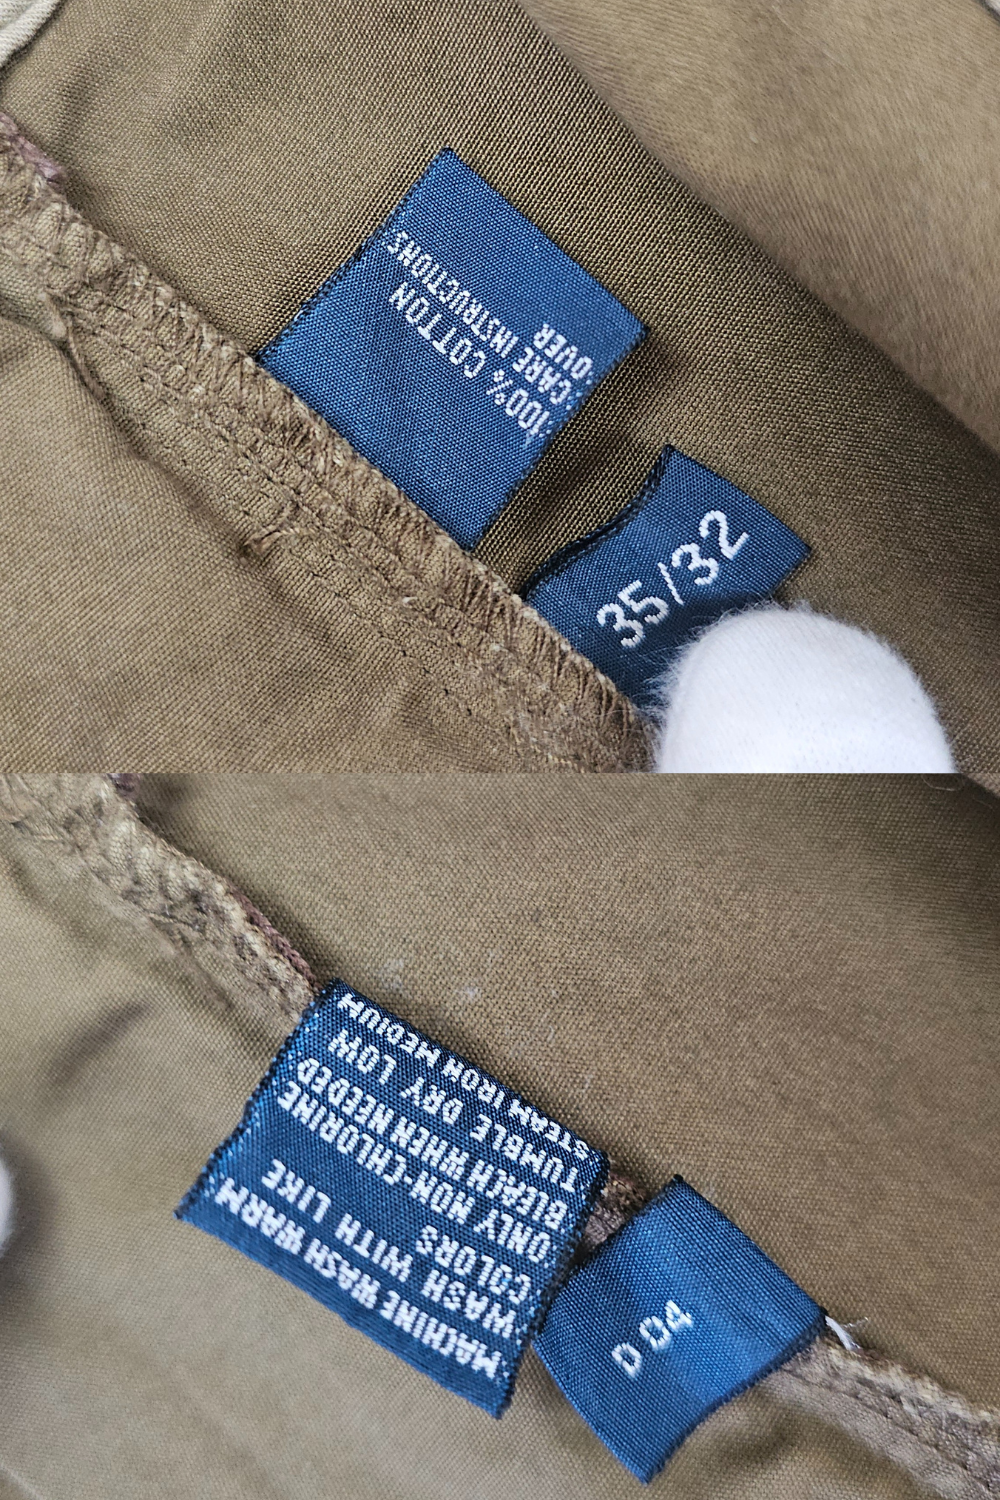 100% COTTON
CARE INSTRUCTIONS:
OVER
35/32
MACHINE WASH WARM
WASH WITH LIKE
COLORS
ONLY NON-CHLORINE
BLEACH WHEN NEEDED
TUMBLE DRY LOW
STEAM IRON MEDIUM
D 04